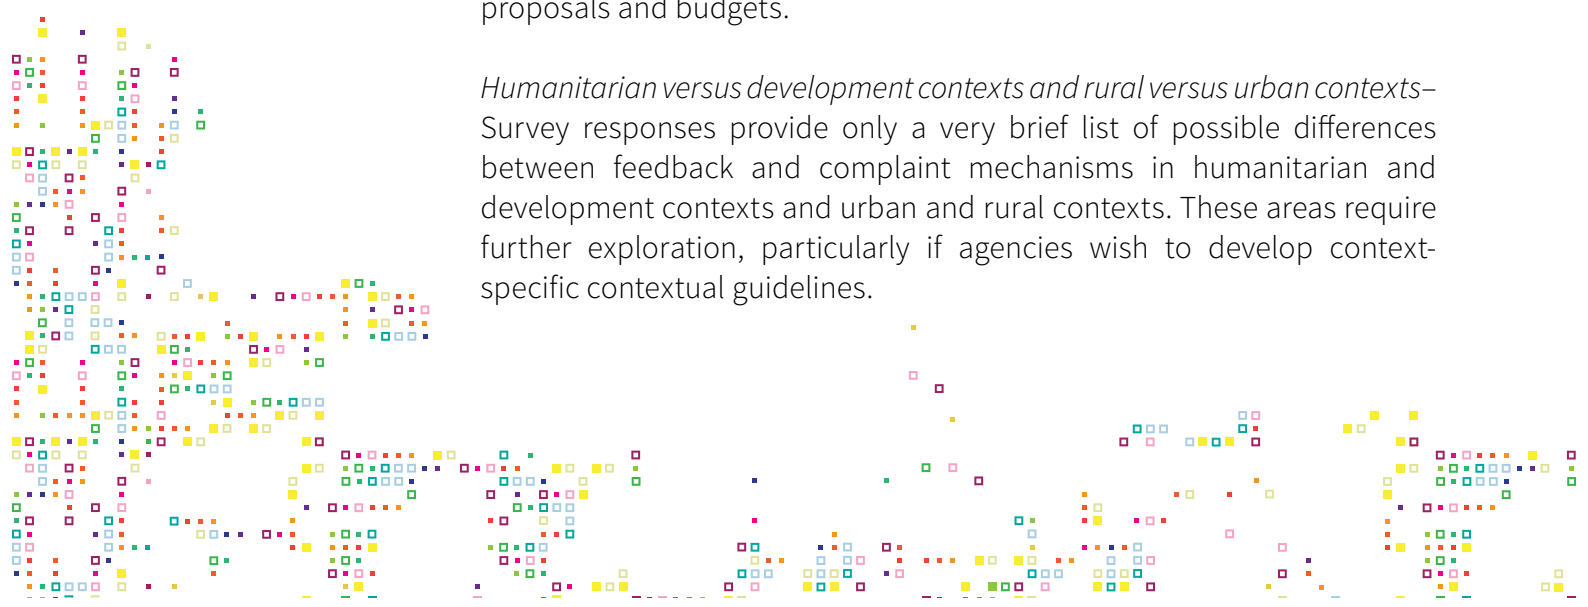 proposals and budgets.
Humanitarian versus development contexts and rural versus urban contexts–
Survey responses provide only a very brief list of possible differences
between feedback and complaint mechanisms in humanitarian and
development contexts and urban and rural contexts. These areas require
further exploration, particularly if agencies wish to develop context-
specific contextual guidelines.